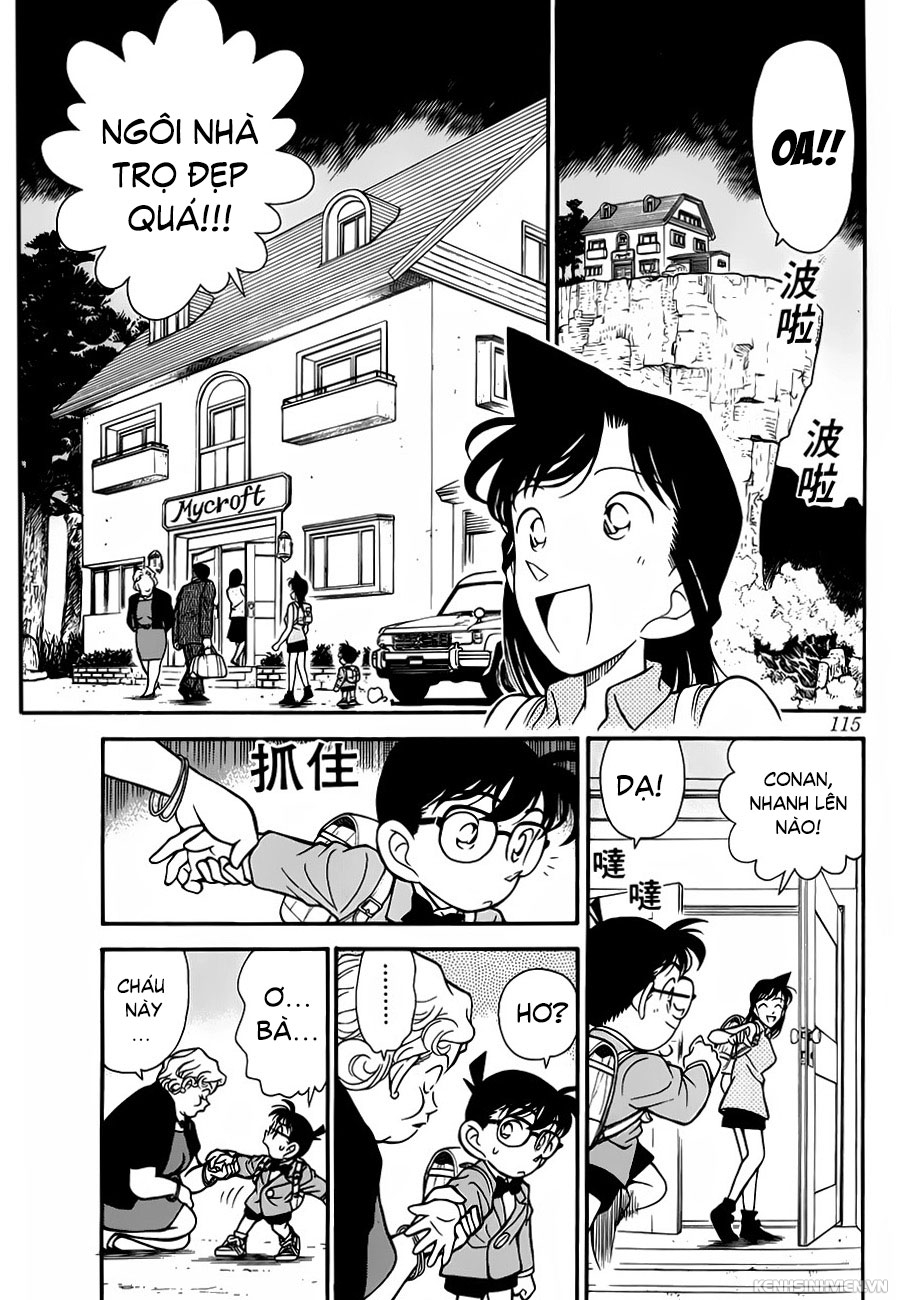 OA!!
波啦
波啦
NGÔI NHÀ
TRỌ ĐẸP
QUÁ!!!
Mycroft
115
CONAN,
NHANH LÊN
NÀO!
DẠ!
噠
噠
抓住
HƠ?
........
Ơ...
BÀ...
CHÁU
NÀY
...
KENHSINHVIEN.VN